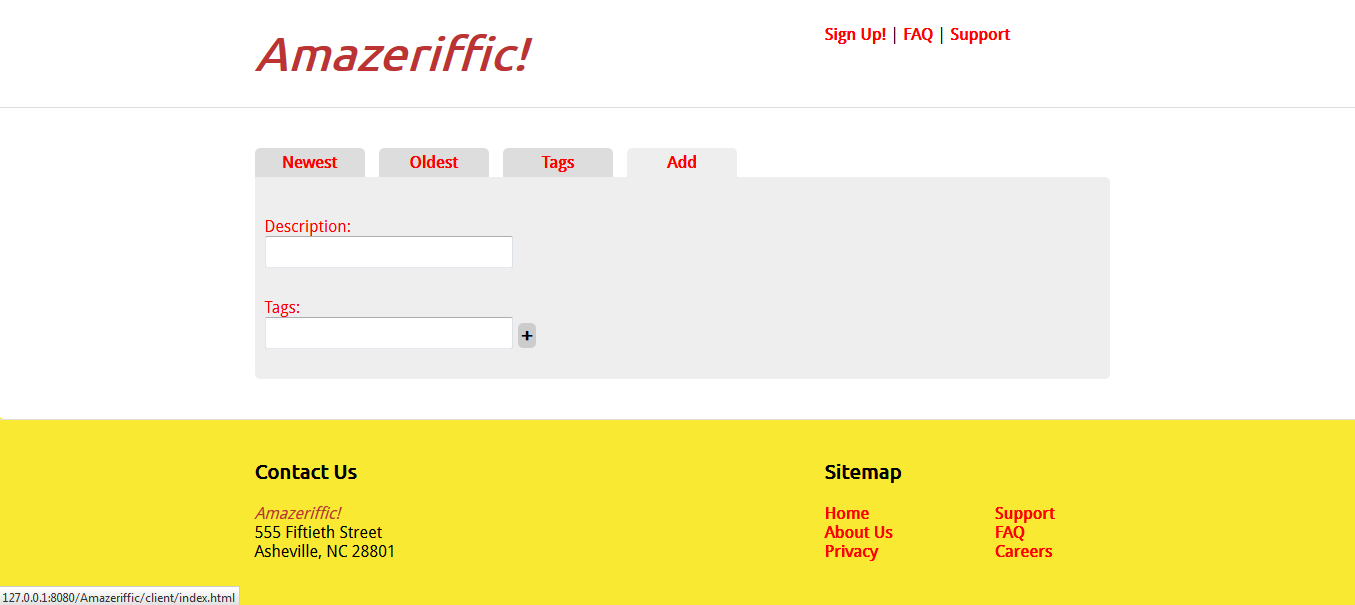 Amazeriffic!
Sign Up! | FAQ | Support
Newest Oldest Tags Add
Description:
Tags:
+
Contact Us
Amazeriffic!
555 Fiftieth Street
Asheville, NC 28801
Sitemap
Home Support
About Us FAQ
Privacy Careers
127.0.0.1:8080/Amazeriffic/client/index.html